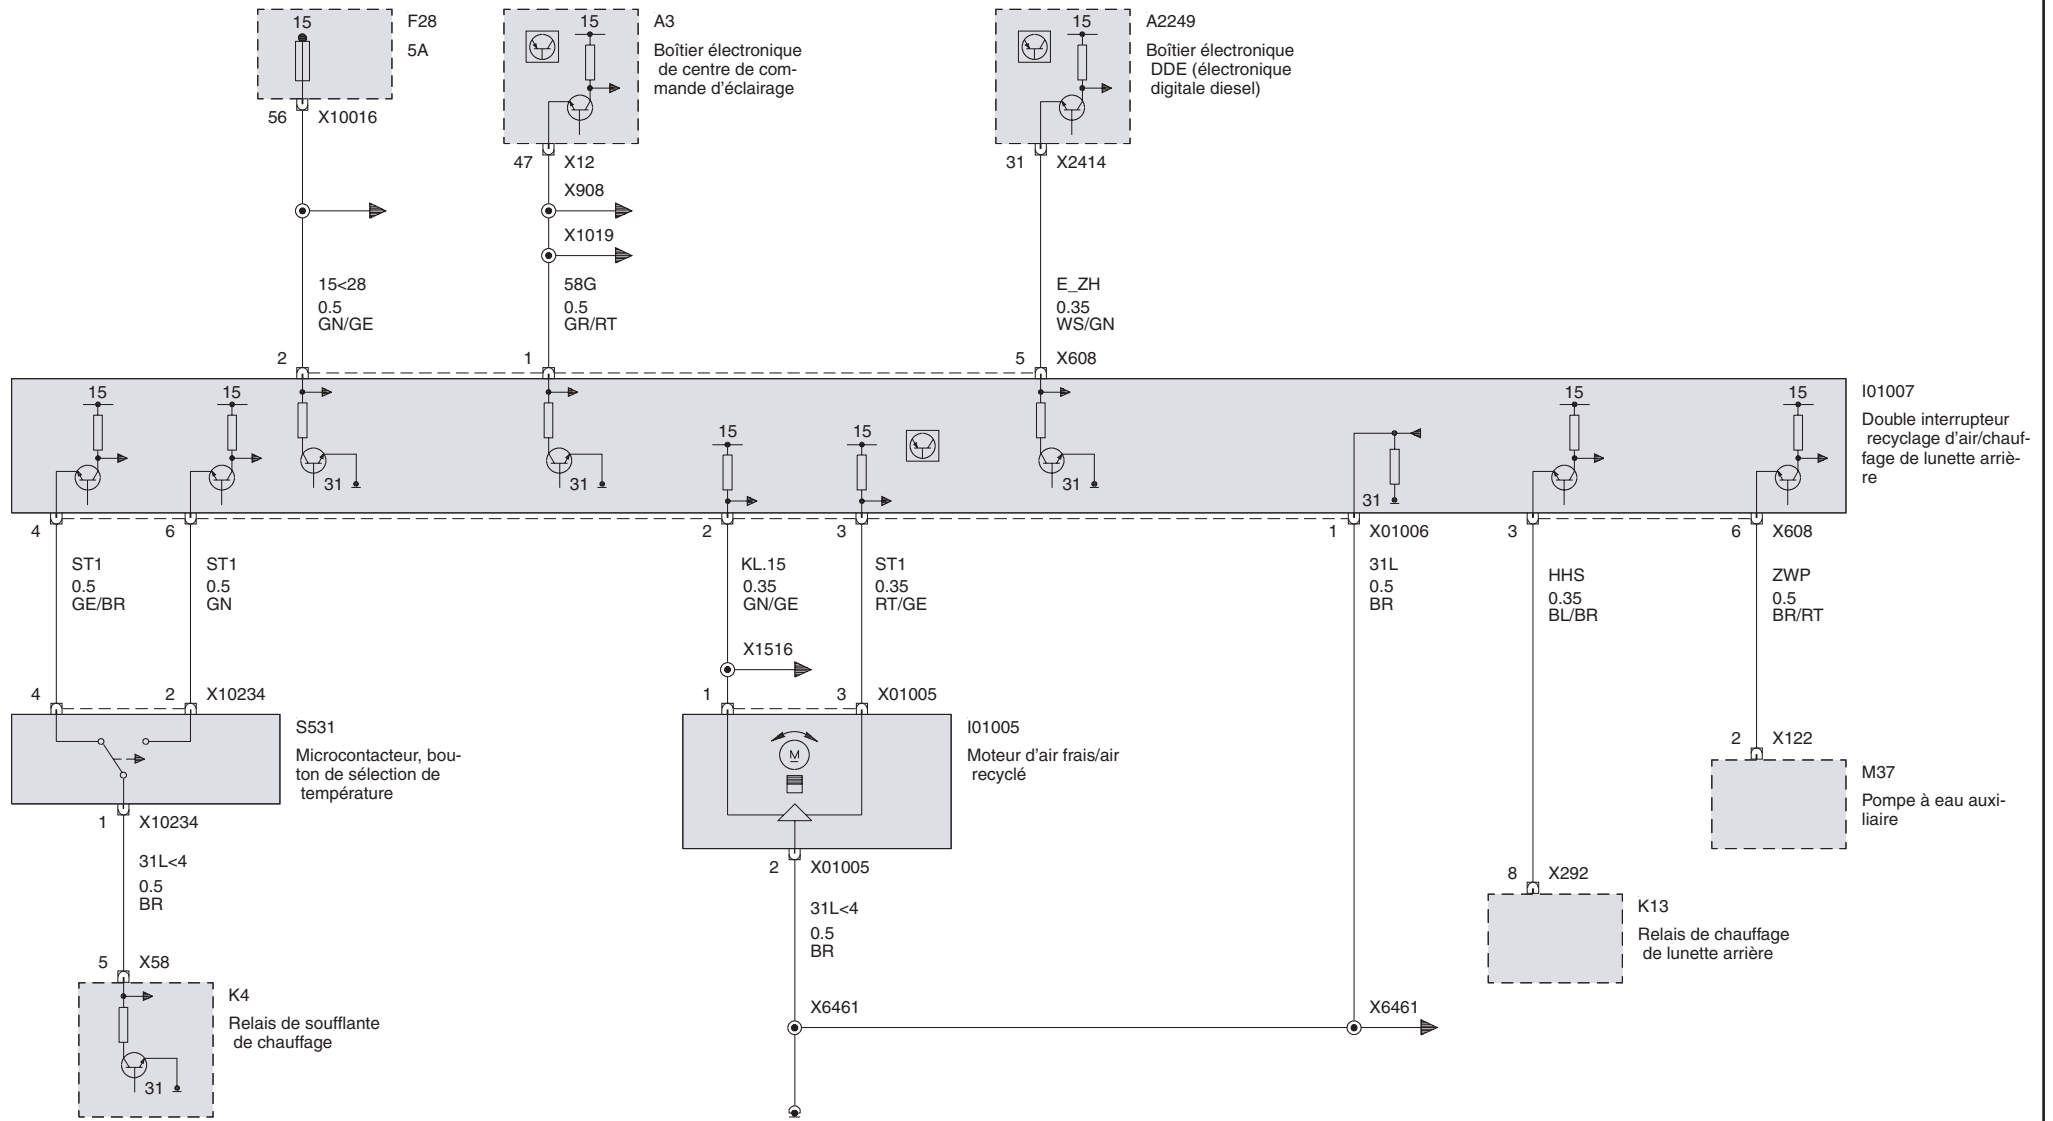 15
F28
5A
56
X10016
15
A3
Boîtier électronique
de centre de com-
mande d'éclairage
47
X12
15
A2249
Boîtier électronique
DDE (électronique
digitale diesel)
31
X2414
X908
X1019
15<28
0.5
GN/GE
58G
0.5
GR/RT
E_ZH
0.35
WS/GN
2
1
5
X608
15
15
31
31
15
15
31
31
15
15
I01007
Double interrupteur
recyclage d'air/chauf-
fage de lunette arriè-
re
4
6
2
3
1
X01006
3
6
X608
ST1
0.5
GE/BR
ST1
0.5
GN
KL.15
0.35
GN/GE
ST1
0.35
RT/GE
31L
0.5
BR
HHS
0.35
BL/BR
ZWP
0.5
BR/RT
X1516
4
2
X10234
1
3
X01005
S531
Microcontacteur, bou-
ton de sélection de
température
M
I01005
Moteur d'air frais/air
recyclé
2
X122
M37
Pompe à eau auxi-
liaire
1
X10234
2
X01005
31L<4
0.5
BR
31L<4
0.5
BR
8
X292
K13
Relais de chauffage
de lunette arrière
5
X58
K4
Relais de soufflante
de chauffage
31
X6461
X6461